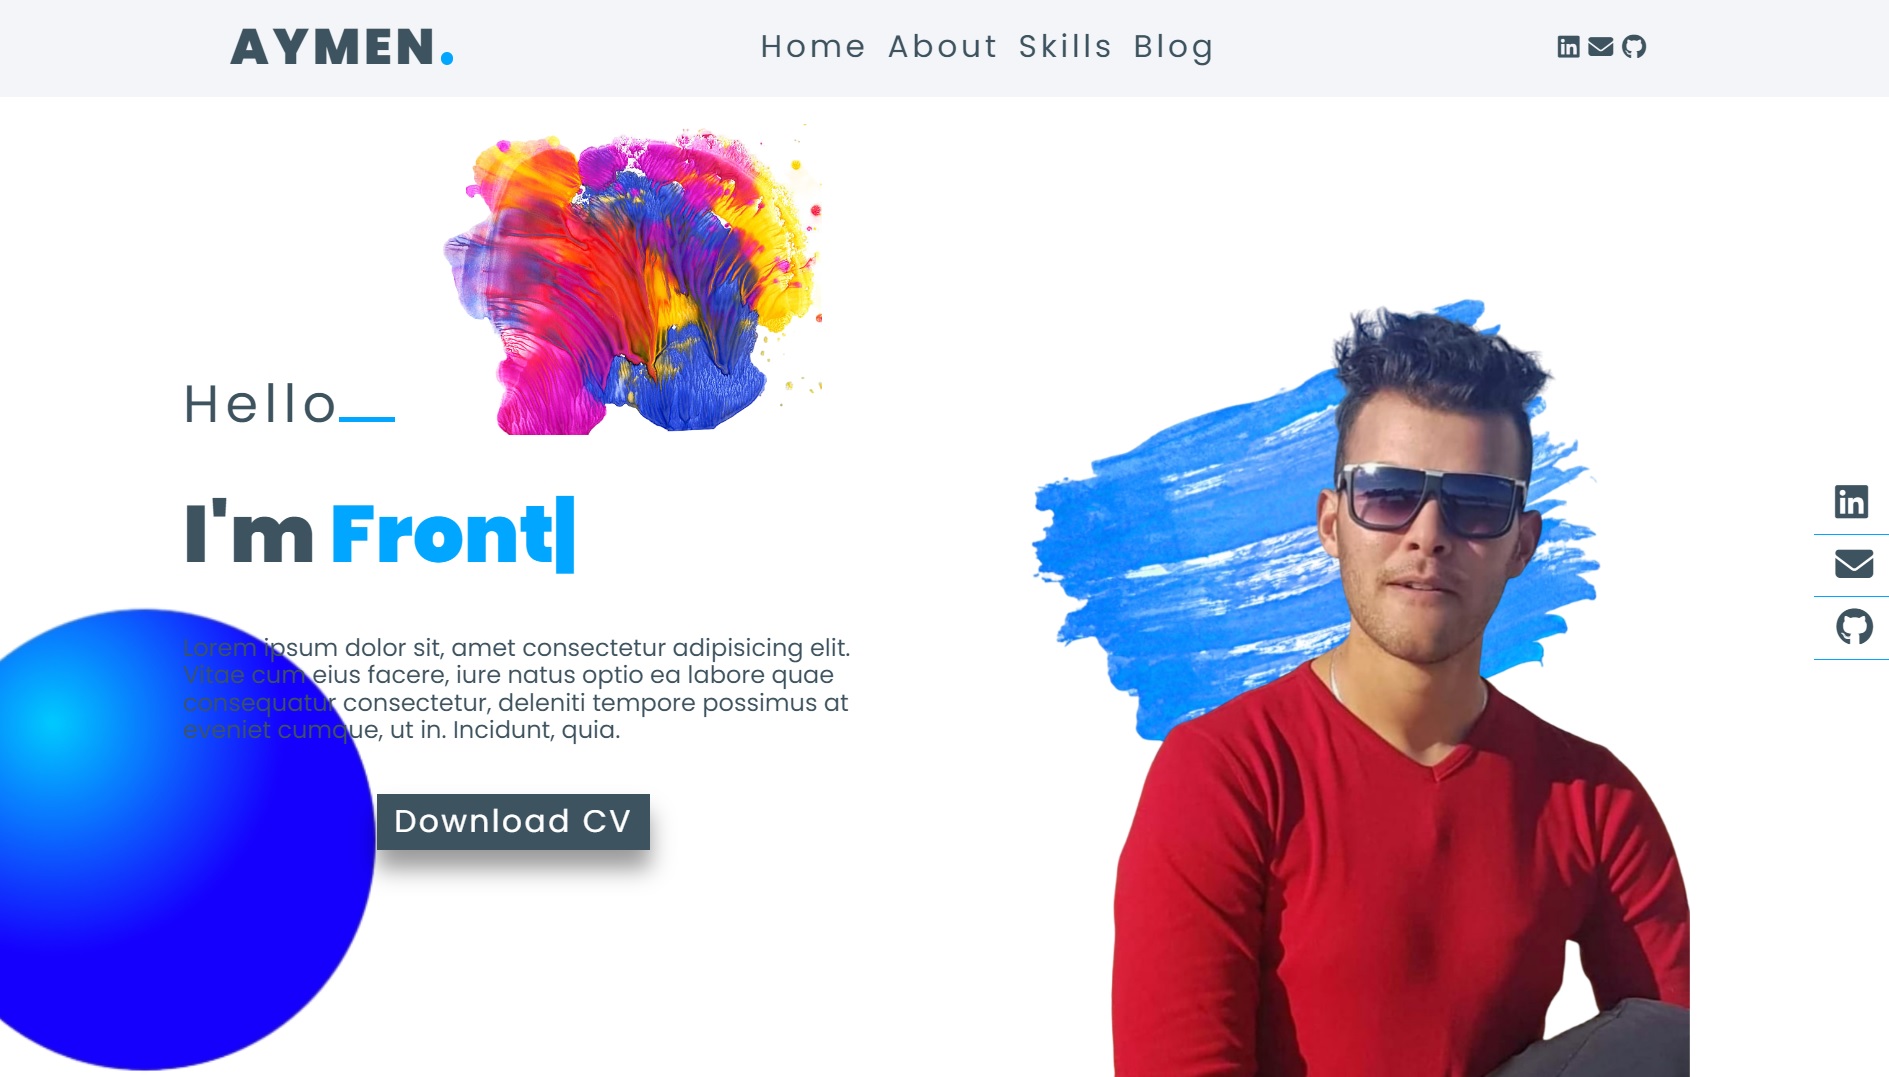 AYMEN.
Home About Skills Blog
Hello
I'm Front
Lorem ipsum dolor sit, amet consectetur adipisicing elit.
Vitae cum eius facere, iure natus optio ea labore quae
consequatur consectetur, deleniti tempore possimus at
eveniet cumque, ut in. Incidunt, quia.
Download CV